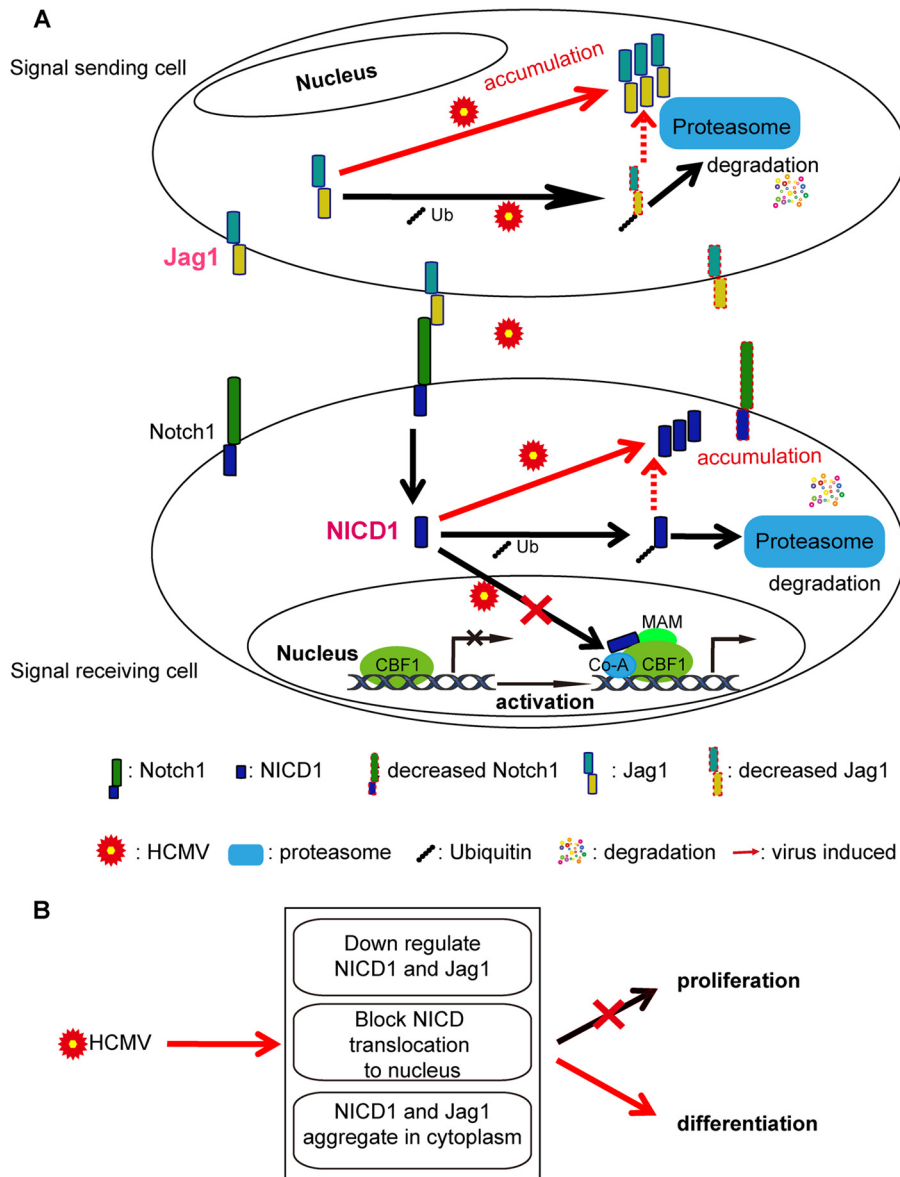 A
Signal sending cell
Nucleus
accumulation
Proteasome
degradation
Ub
Jag1
Notch1
accumulation
NICD1
Ub
Proteasome
degradation
MAM
Nucleus
CBF1
Co-A
CBF1
Signal receiving cell
activation
: Notch1
: NICD1
: decreased Notch1
: Jag1
: decreased Jag1
: HCMV
: proteasome
: Ubiquitin
: degradation
: virus induced
B
Down regulate
NICD1 and Jag1
proliferation
HCMV
Block NICD
translocation
to nucleus
NICD1 and Jag1
aggregate in cytoplasm
differentiation